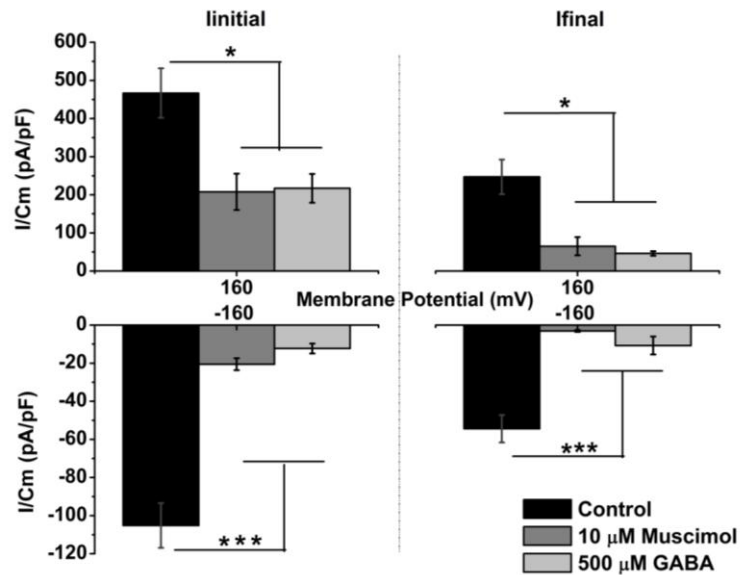 Iinitial
Ifinal
I/Cm (pA/pF)
600
500
400
300
200
100
0
*
*
160
160
Membrane Potential (mV)
-160
-160
I/Cm (pA/pF)
0
-20
-40
-60
-80
-100
-120
***
***
Control
10 μM Muscimol
500 μM GABA